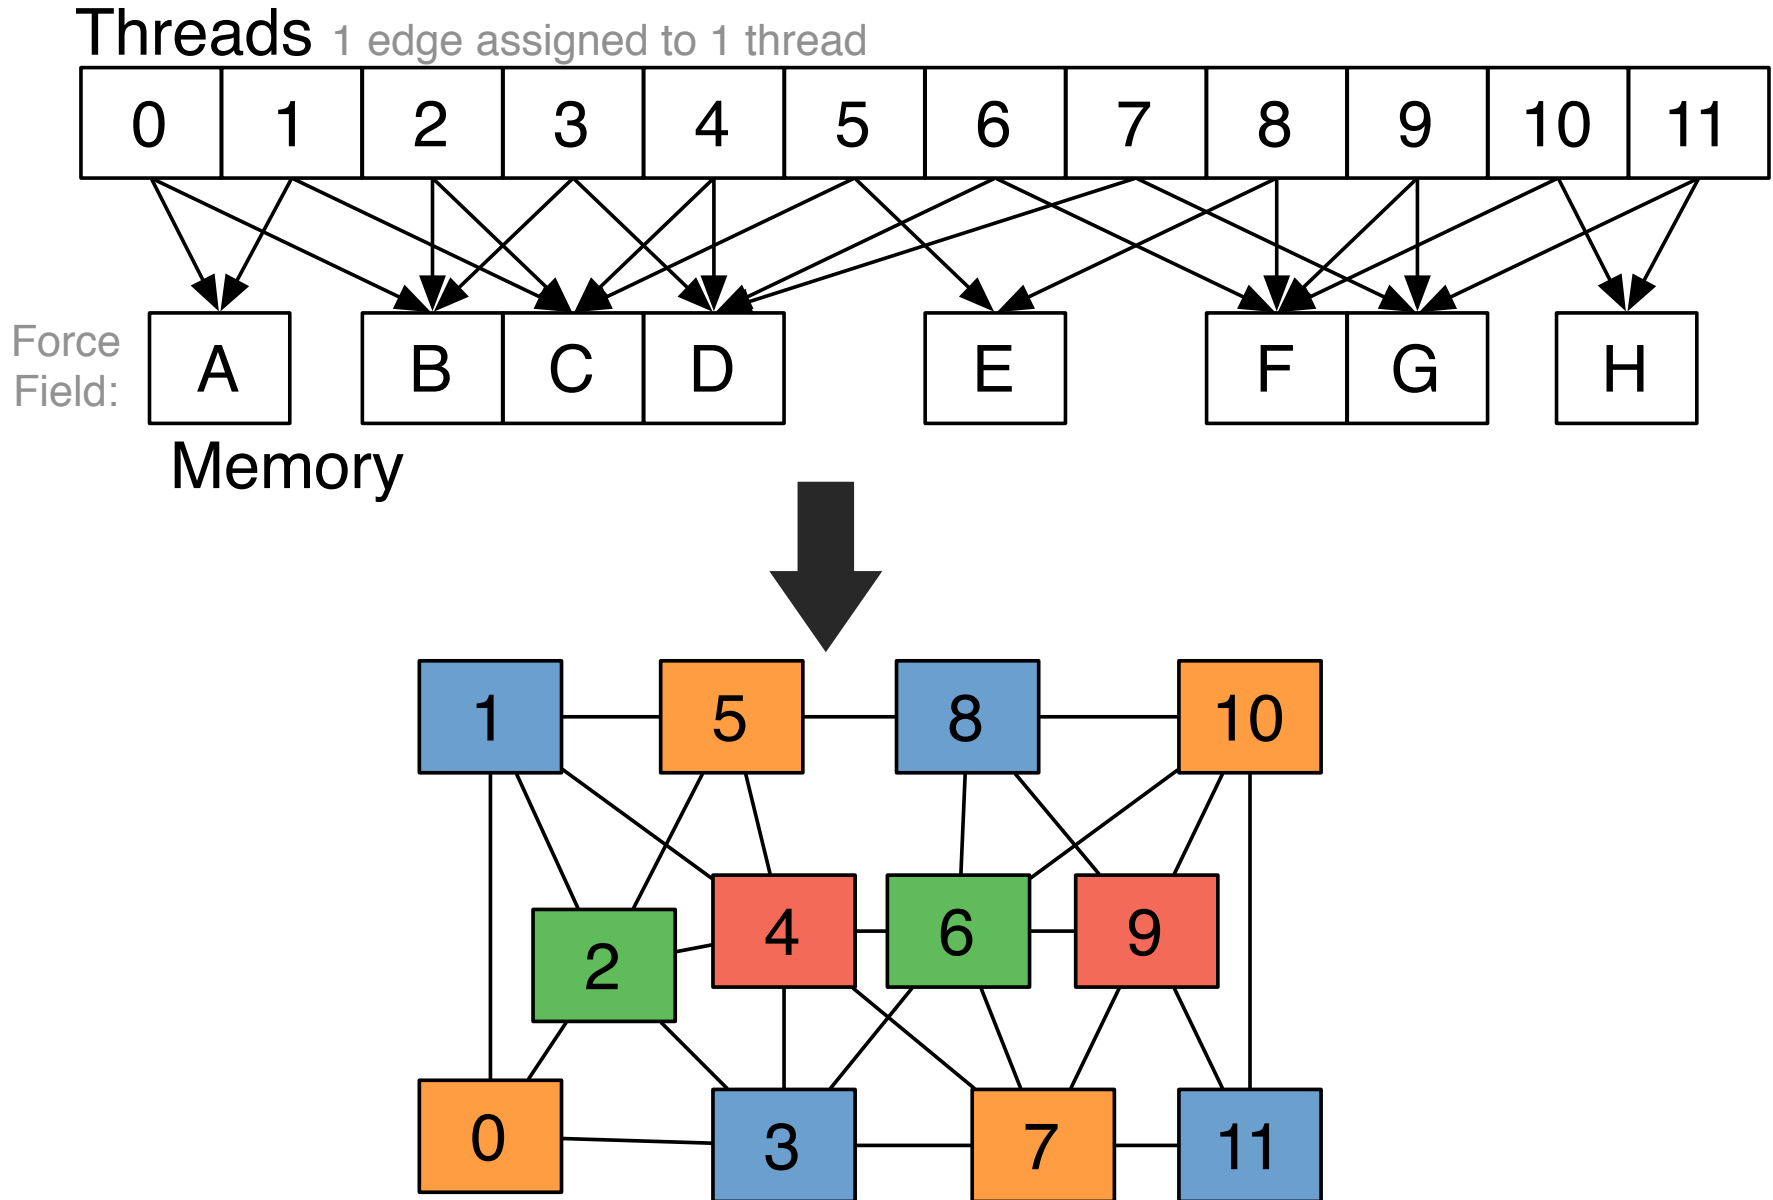 Threads 1 edge assigned to 1 thread
0 1 2 3 4 5 6 7 8 9 10 11
Force
Field:
A B C D E F G H
Memory
1 5 8 10
4 6 9
2
0 3 7 11